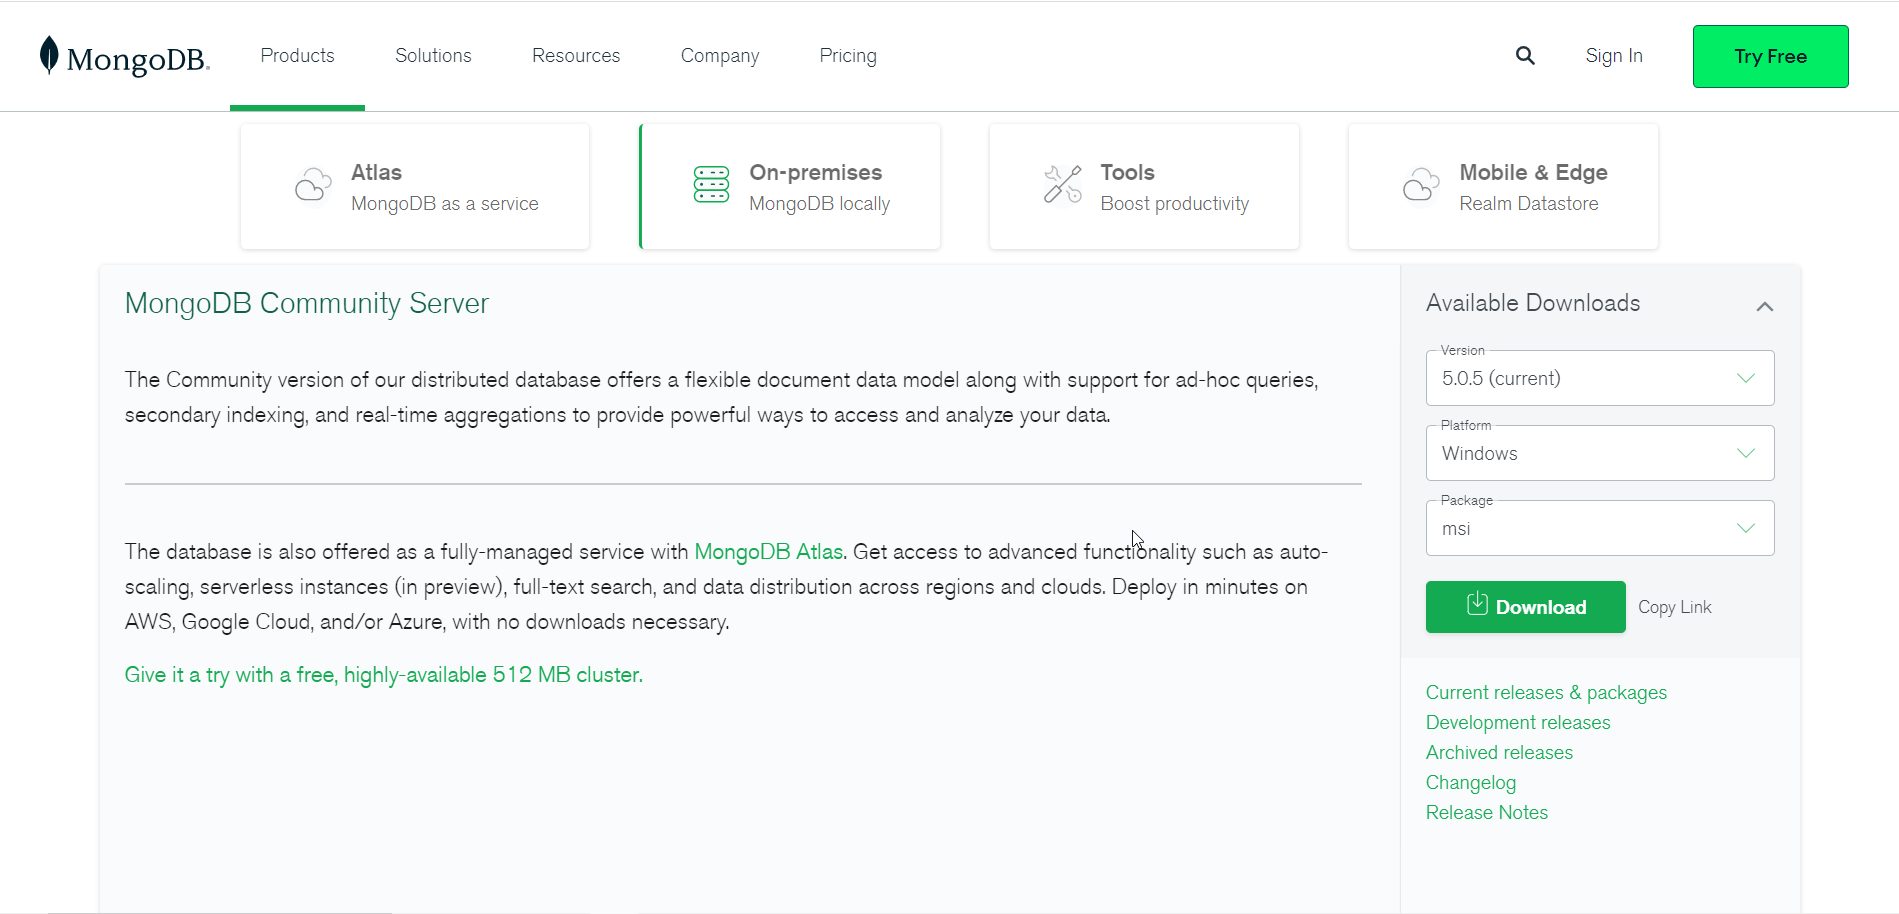 MongoDB.
Products
Solutions
Resources
Company
Pricing
Sign In
Try Free
Atlas
MongoDB as a service
On-premises
MongoDB locally
Tools
Boost productivity
Mobile & Edge
Realm Datastore
MongoDB Community Server
The Community version of our distributed database offers a flexible document data model along with support for ad-hoc queries,
secondary indexing, and real-time aggregations to provide powerful ways to access and analyze your data.
The database is also offered as a fully-managed service with MongoDB Atlas. Get access to advanced functionality such as auto-
scaling, serverless instances (in preview), full-text search, and data distribution across regions and clouds. Deploy in minutes on
AWS, Google Cloud, and/or Azure, with no downloads necessary.
Give it a try with a free, highly-available 512 MB cluster.
Available Downloads
Version
5.0.5 (current)
Platform
Windows
Package
msi
Download
Copy Link
Current releases & packages
Development releases
Archived releases
Changelog
Release Notes